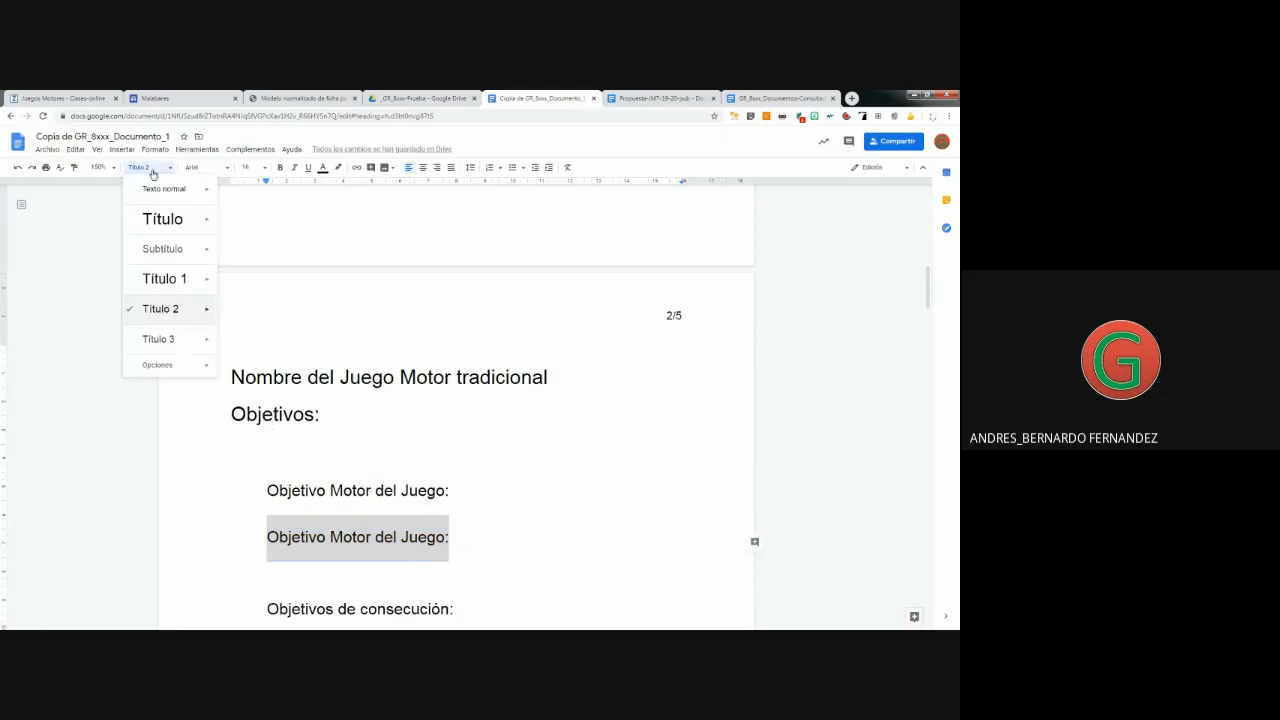 Juegos Motores - Clases-online
Malabares
Modelo normalizado de ficha pa
_GR_8xxx-Prueba - Google Drive
Copia de GR_8xxx_Documento_1
Propuesta-IMT-19-20-pub - Doc
GR_8xxx_Documentos-Consulta-
Copia de GR_8xxx_Documento_1
Archivo Editar Ver Insertar Formato Herramientas Complementos Ayuda Todos los cambios se han guardado en Drive
Compartir
150% Título 2 Arial 16 Edición
Texto normal
Título
Subtítulo
Título 1
Título 2
Título 3
Opciones
2/5
Nombre del Juego Motor tradicional
Objetivos:
Objetivo Motor del Juego:
Objetivo Motor del Juego:
Objetivos de consecución:
G
ANDRES_BERNARDO FERNANDEZ